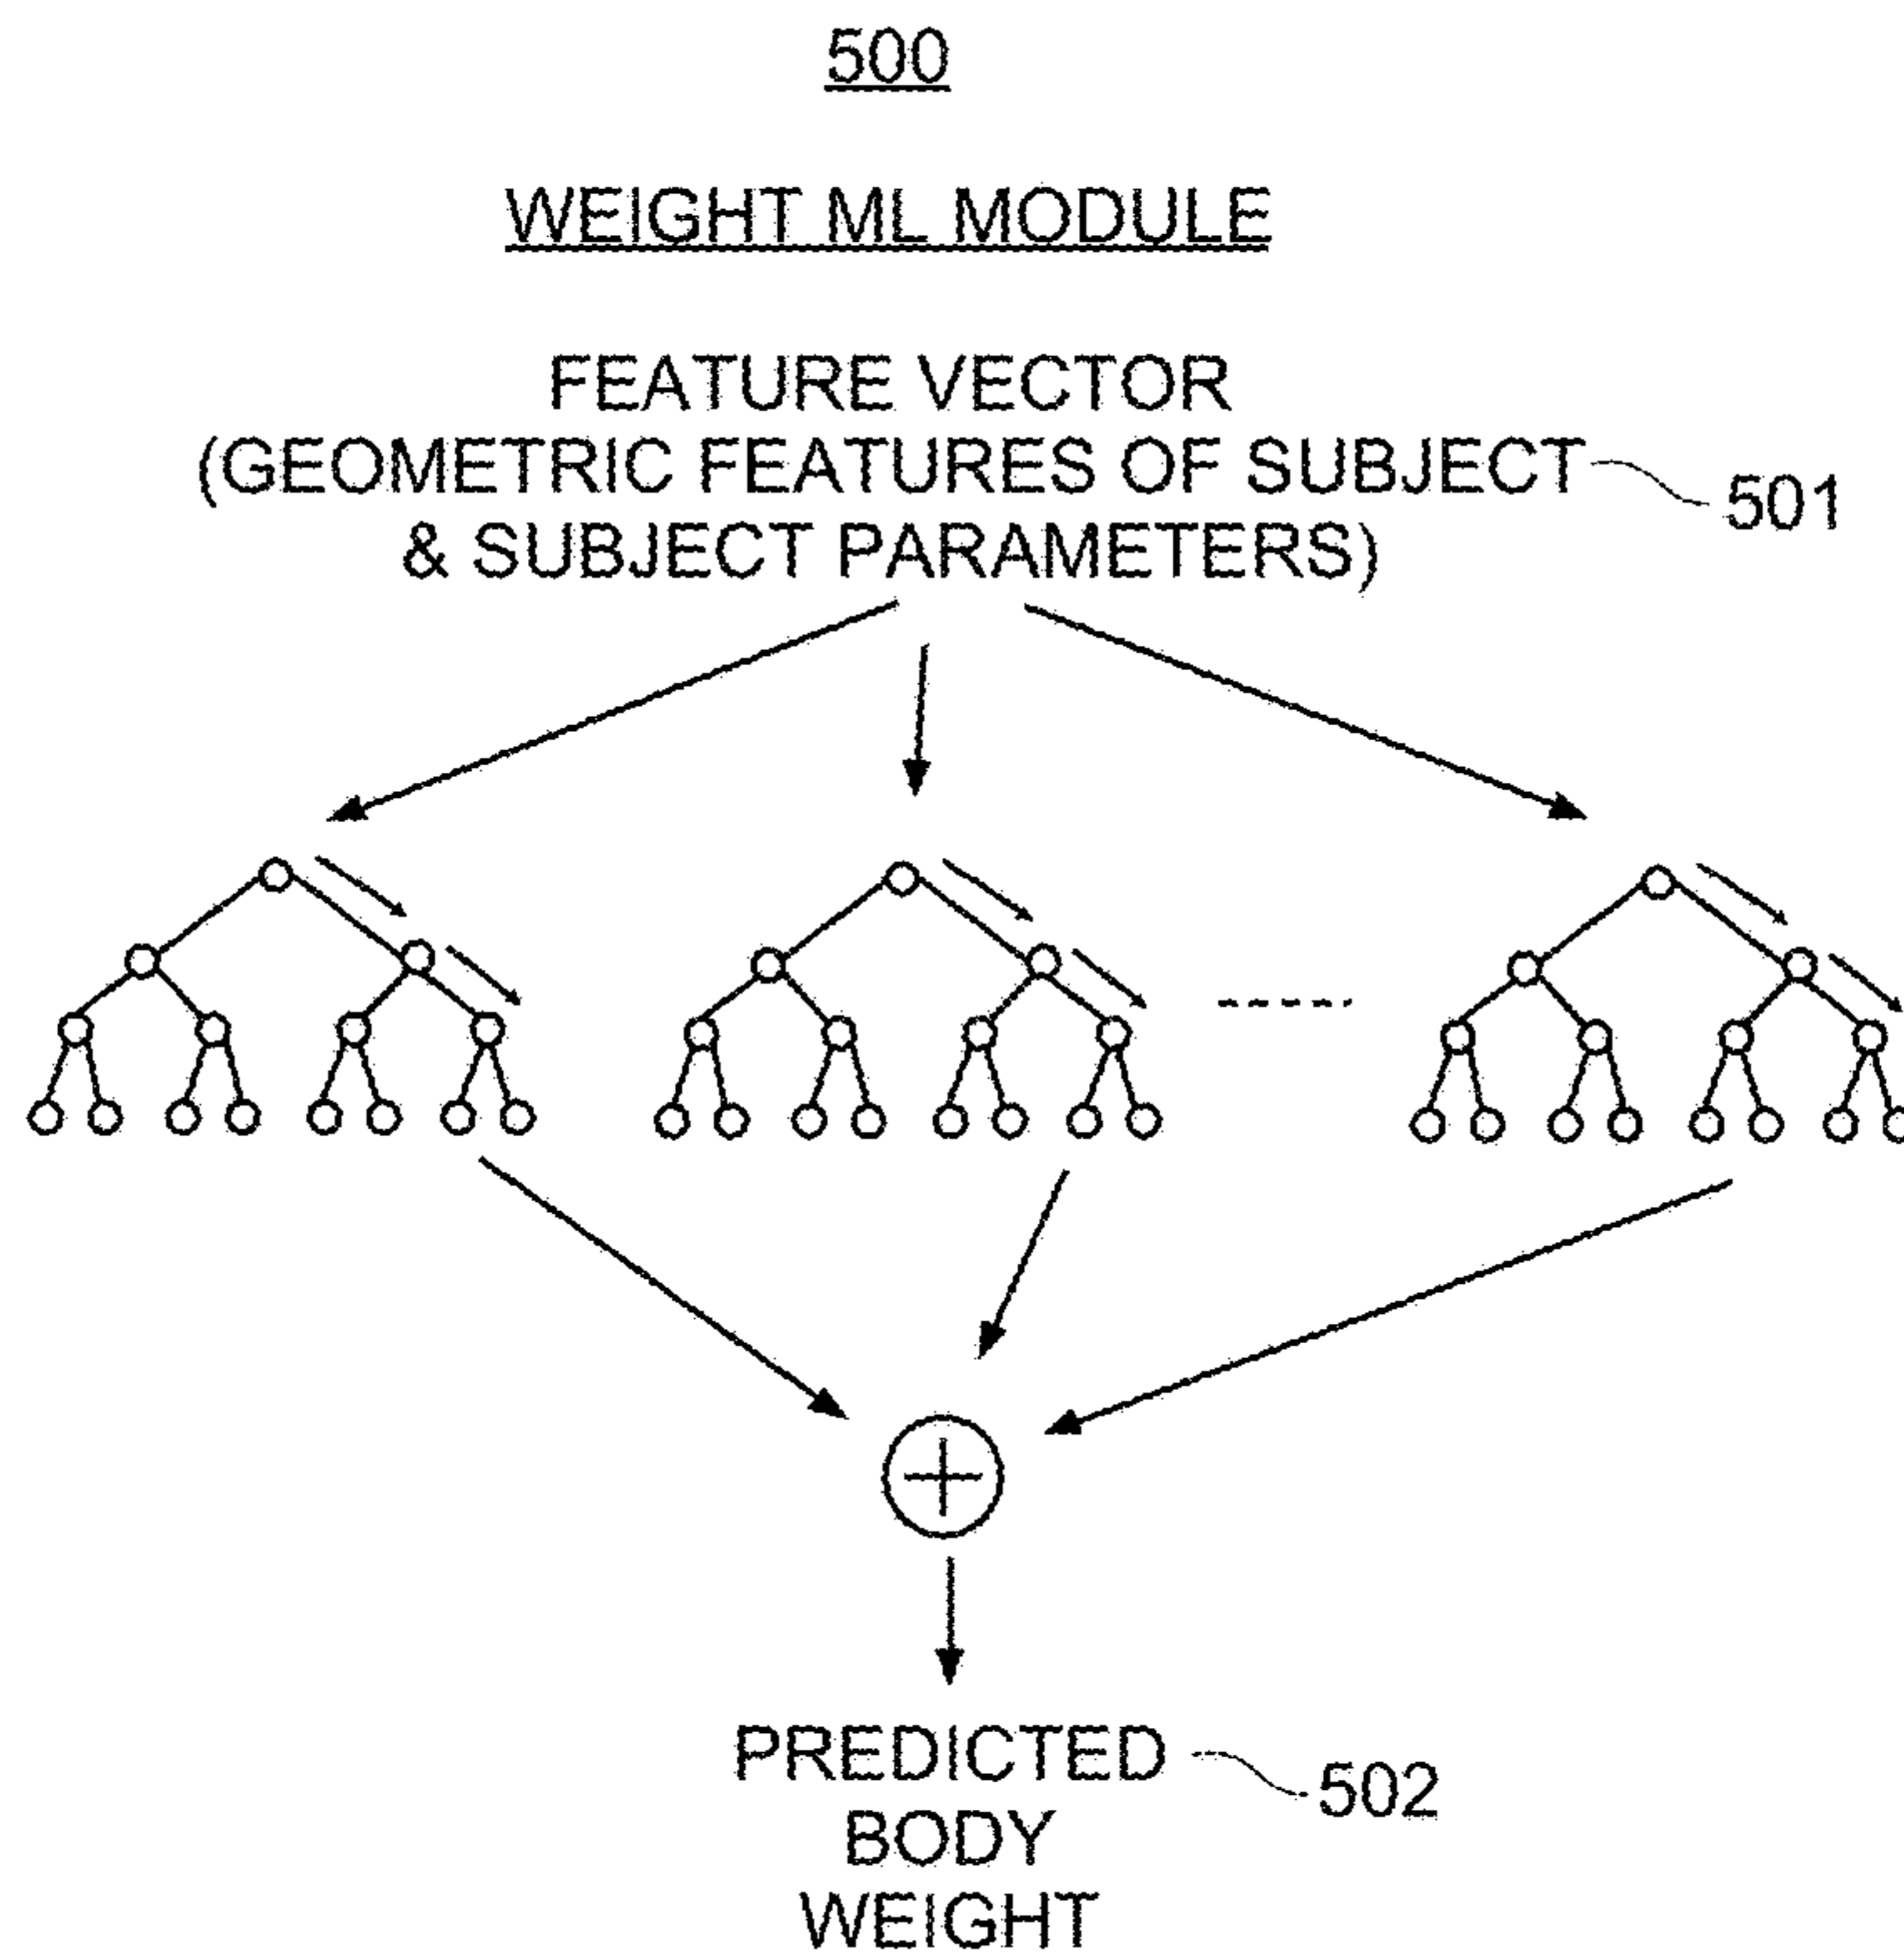 500
WEIGHT ML MODULE
FEATURE VECTOR
(GEOMETRIC FEATURES OF SUBJECT
501
& SUBJECT PARAMETERS)
PREDICTED
502
BODY
WEIGHT